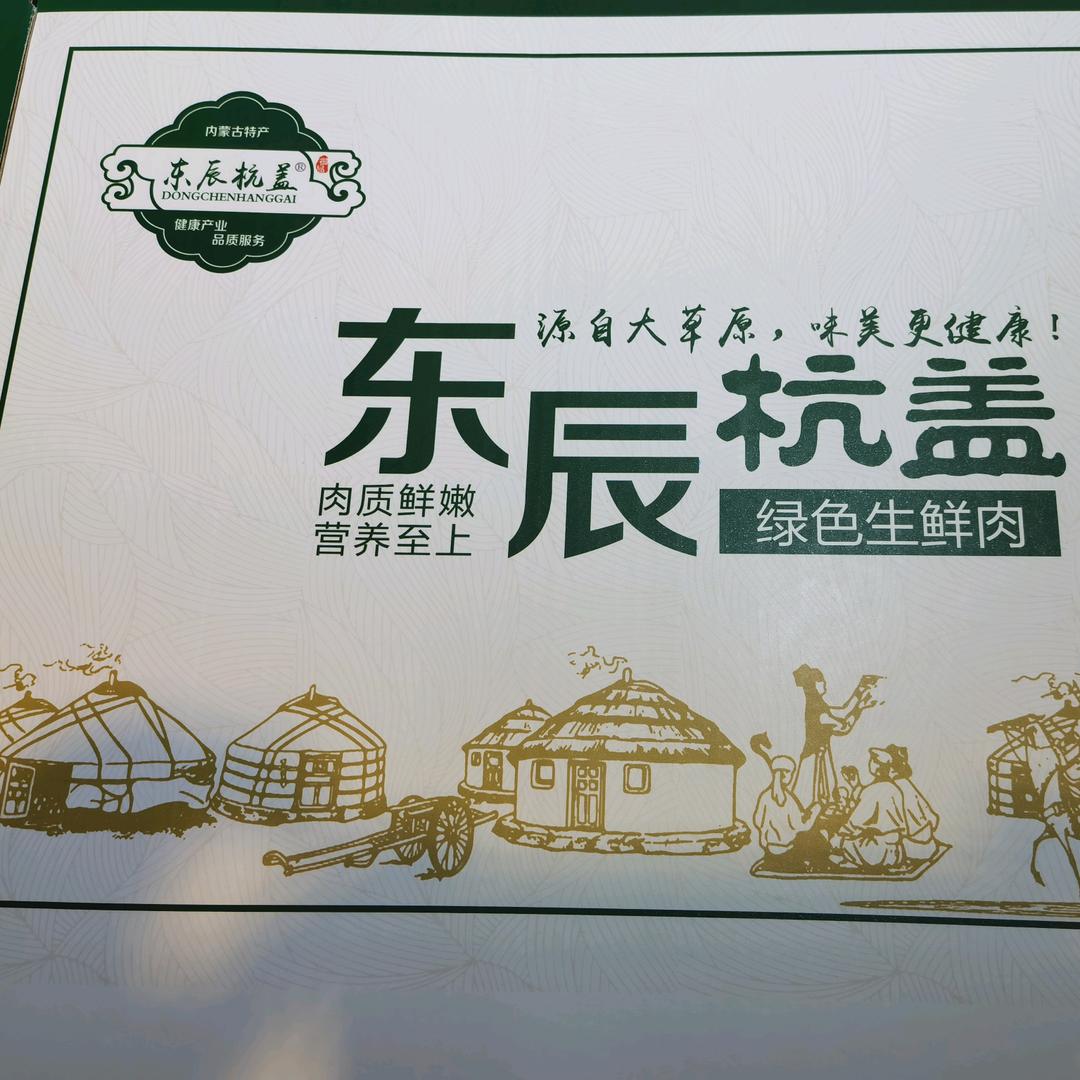 内蒙古特产
东辰杭盖®
DONGCHENHANGGAI
健康产业
品质服务
源自大草原，味美更健康！
东辰杭盖
肉质鲜嫩
营养至上
绿色生鲜肉